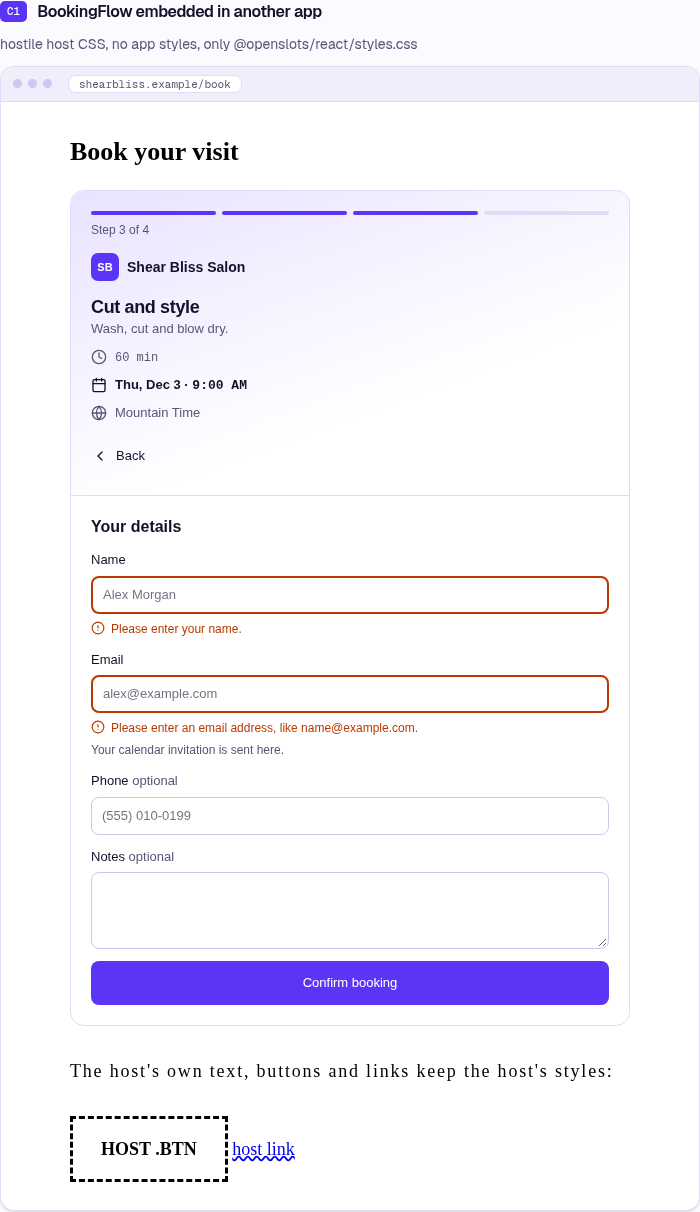 C1 BookingFlow embedded in another app
hostile host CSS, no app styles, only @openslots/react/styles.css
shearbliss.example/book
Book your visit
Step 3 of 4
SB Shear Bliss Salon
Cut and style
Wash, cut and blow dry.
60 min
Thu, Dec 3 · 9:00 AM
Mountain Time
Back
Your details
Name
Alex Morgan
Please enter your name.
Email
alex@example.com
Please enter an email address, like name@example.com.
Your calendar invitation is sent here.
Phone optional
(555) 010-0199
Notes optional
Confirm booking
The host's own text, buttons and links keep the host's styles:
HOST .BTN host link